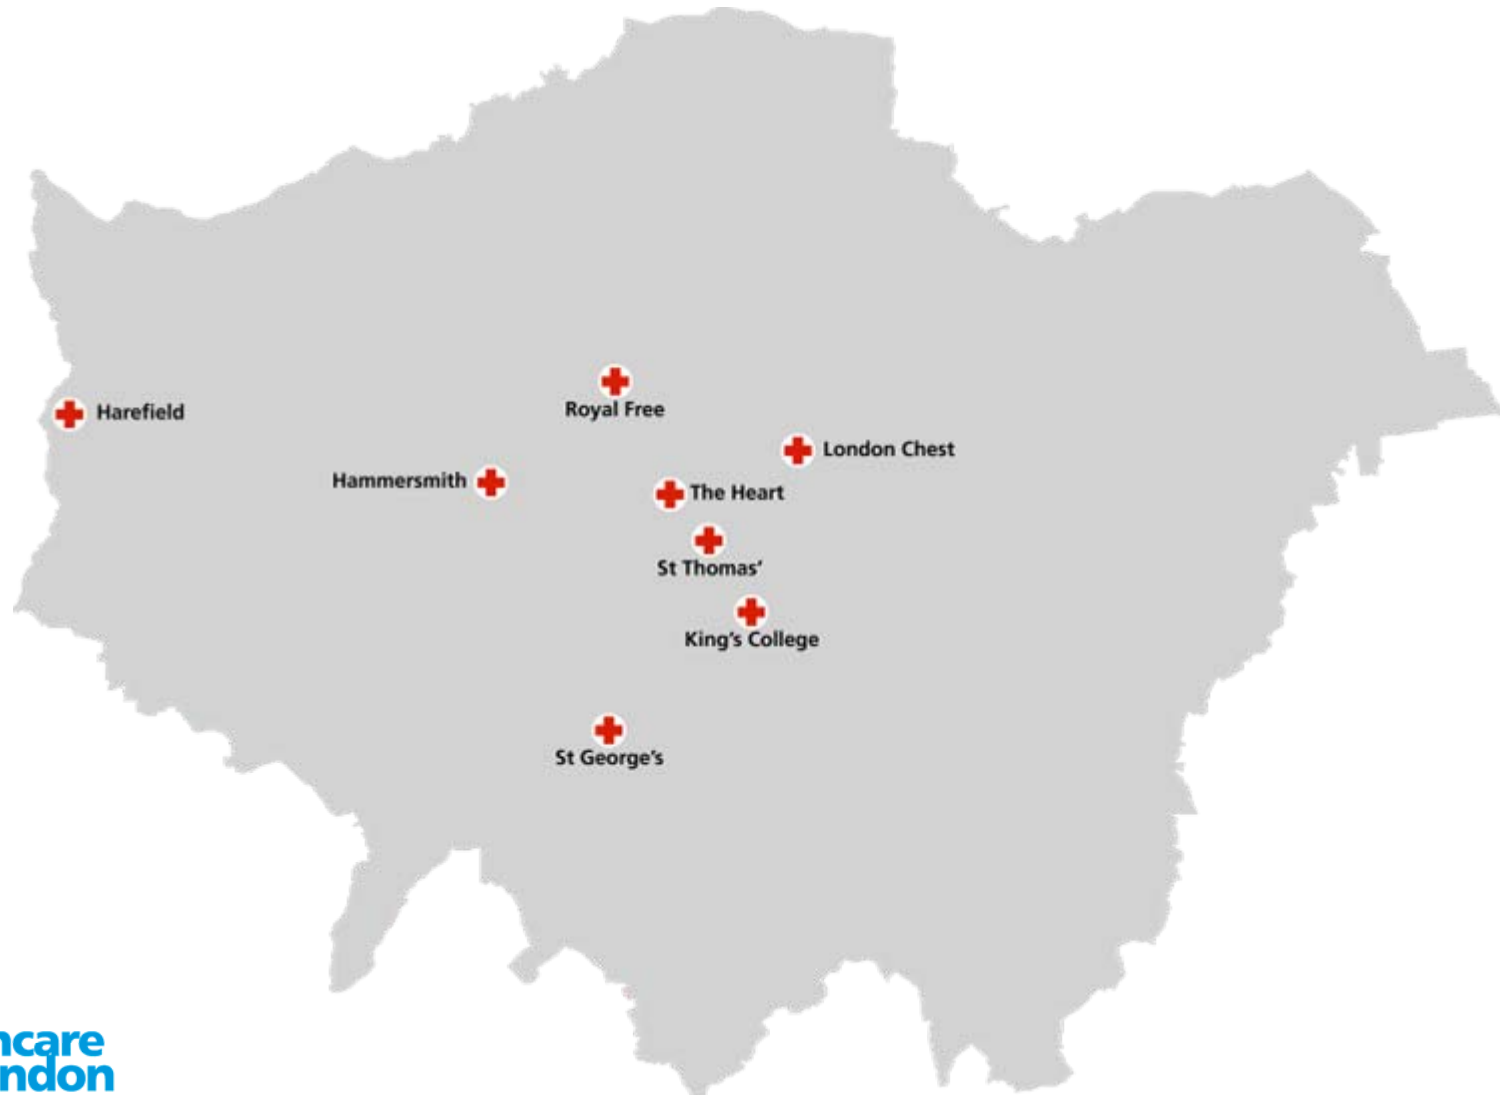 Royal Free
Harefield
London Chest
Hammersmith
The Heart
St Thomas’
King’s College
St George’s
ncare
ndon